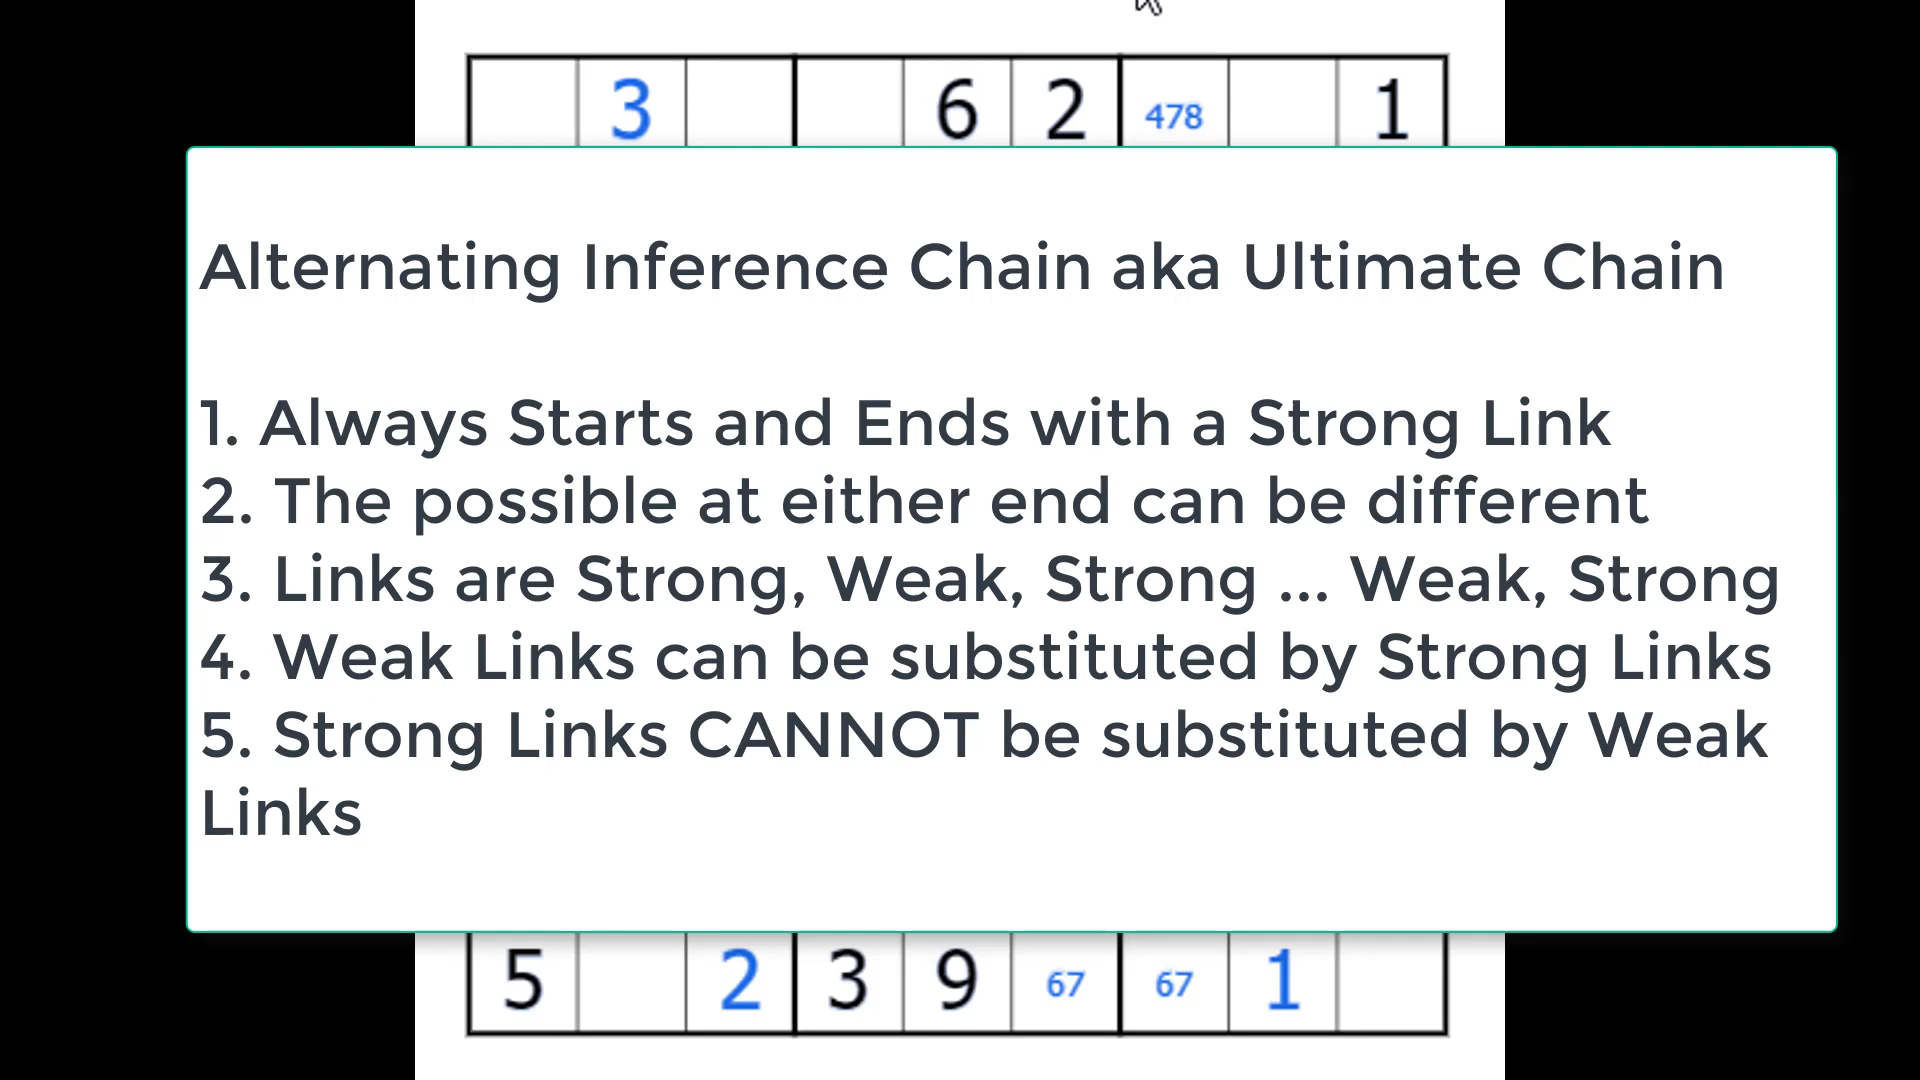 3 6 2 478 1
Alternating Inference Chain aka Ultimate Chain
1. Always Starts and Ends with a Strong Link
2. The possible at either end can be different
3. Links are Strong, Weak, Strong ... Weak, Strong
4. Weak Links can be substituted by Strong Links
5. Strong Links CANNOT be substituted by Weak
Links
5 2 3 9 67 67 1